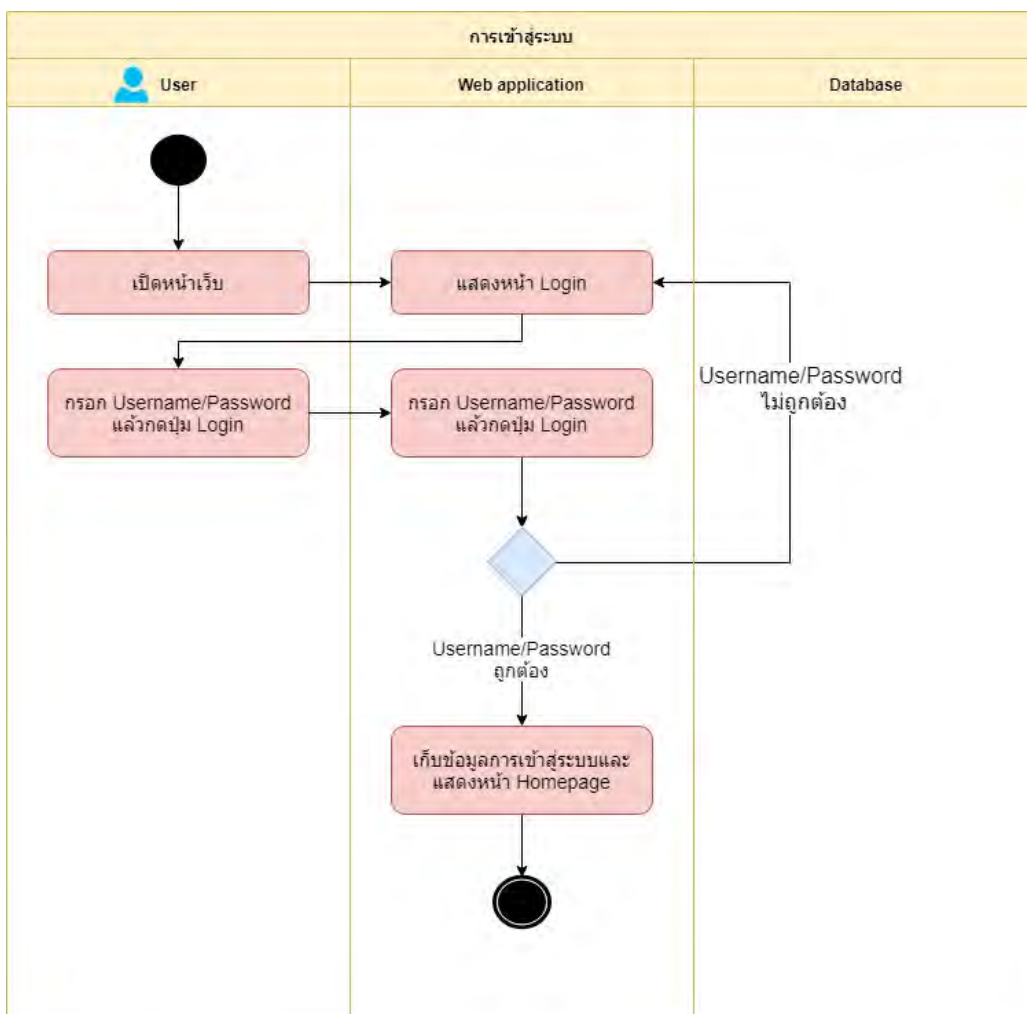 การเข้าสู่ระบบ
User
Web application
Database
เปิดหน้าเว็บ
แสดงหน้า Login
กรอก Username/Password
แล้วกดปุ่ม Login
กรอก Username/Password
แล้วกดปุ่ม Login
Username/Password
ไม่ถูกต้อง
Username/Password
ถูกต้อง
เก็บข้อมูลการเข้าสู่ระบบและ
แสดงหน้า Homepage